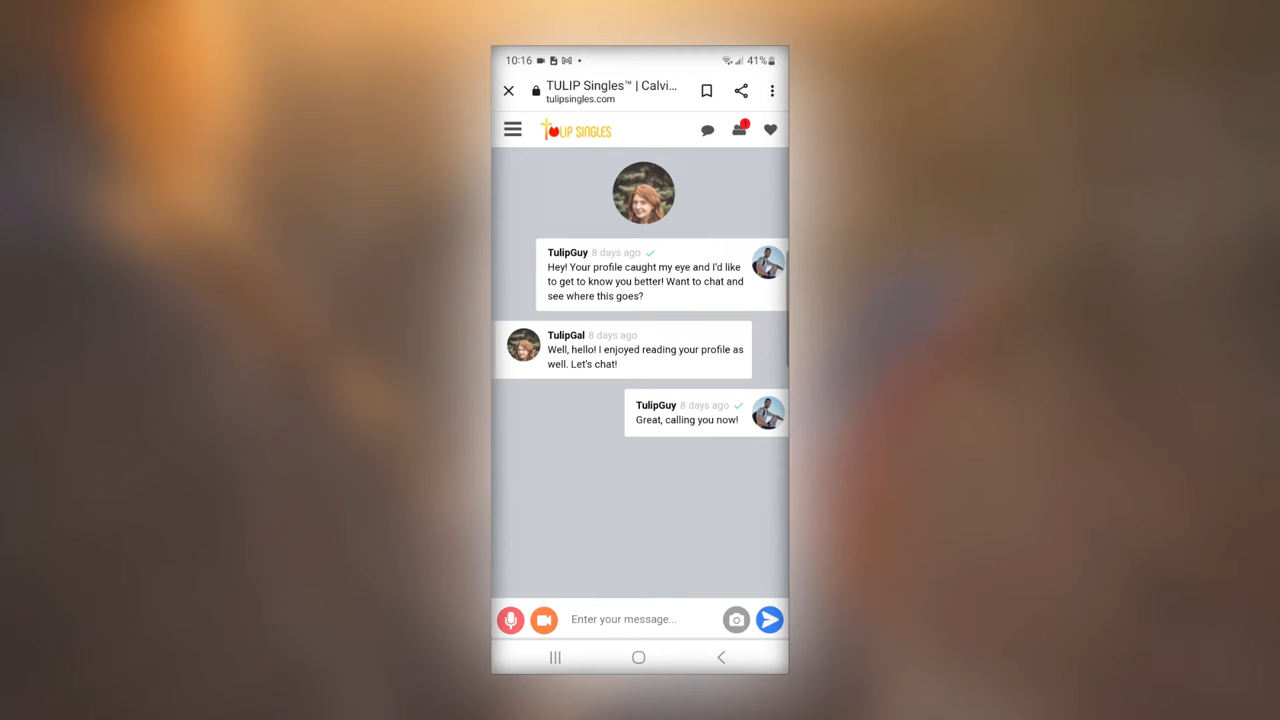 10:16
41%
TULIP Singles™ | Calvi...
tulipsingles.com
TULIP SINGLES
1
TulipGuy 8 days ago
Hey! Your profile caught my eye and I'd like
to get to know you better! Want to chat and
see where this goes?
TulipGal 8 days ago
Well, hello! I enjoyed reading your profile as
well. Let's chat!
TulipGuy 8 days ago
Great, calling you now!
Enter your message...